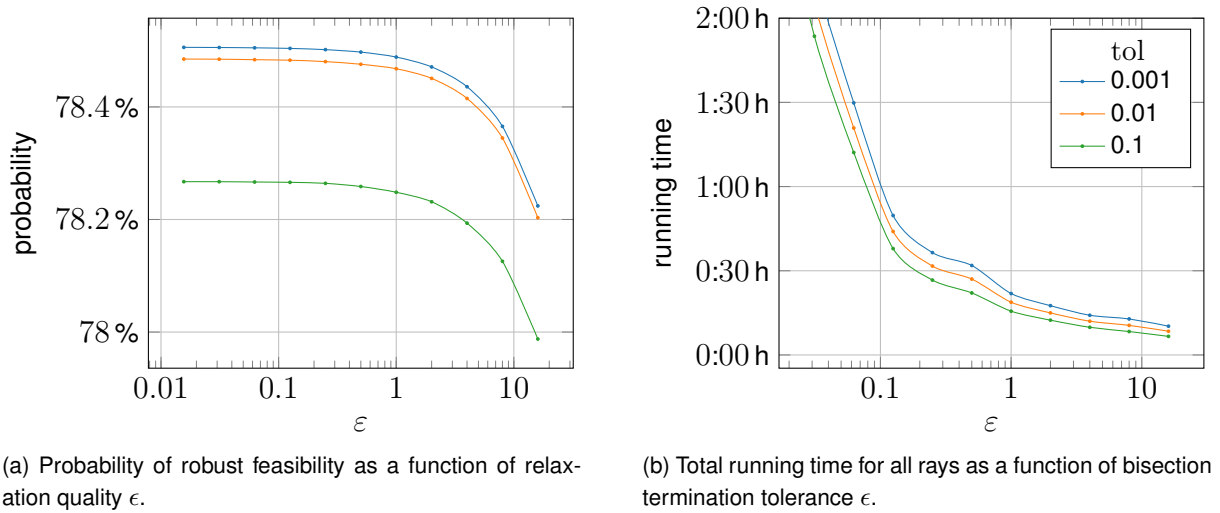 78.4 %
78.2 %
78 %
probability
0.01 0.1 1 10
ε
2:00 h
1:30 h
1:00 h
0:30 h
0:00 h
running time
0.1 1 10
ε
tol
0.001
0.01
0.1
(a) Probability of robust feasibility as a function of relax-
ation quality ϵ.
(b) Total running time for all rays as a function of bisection
termination tolerance ϵ.